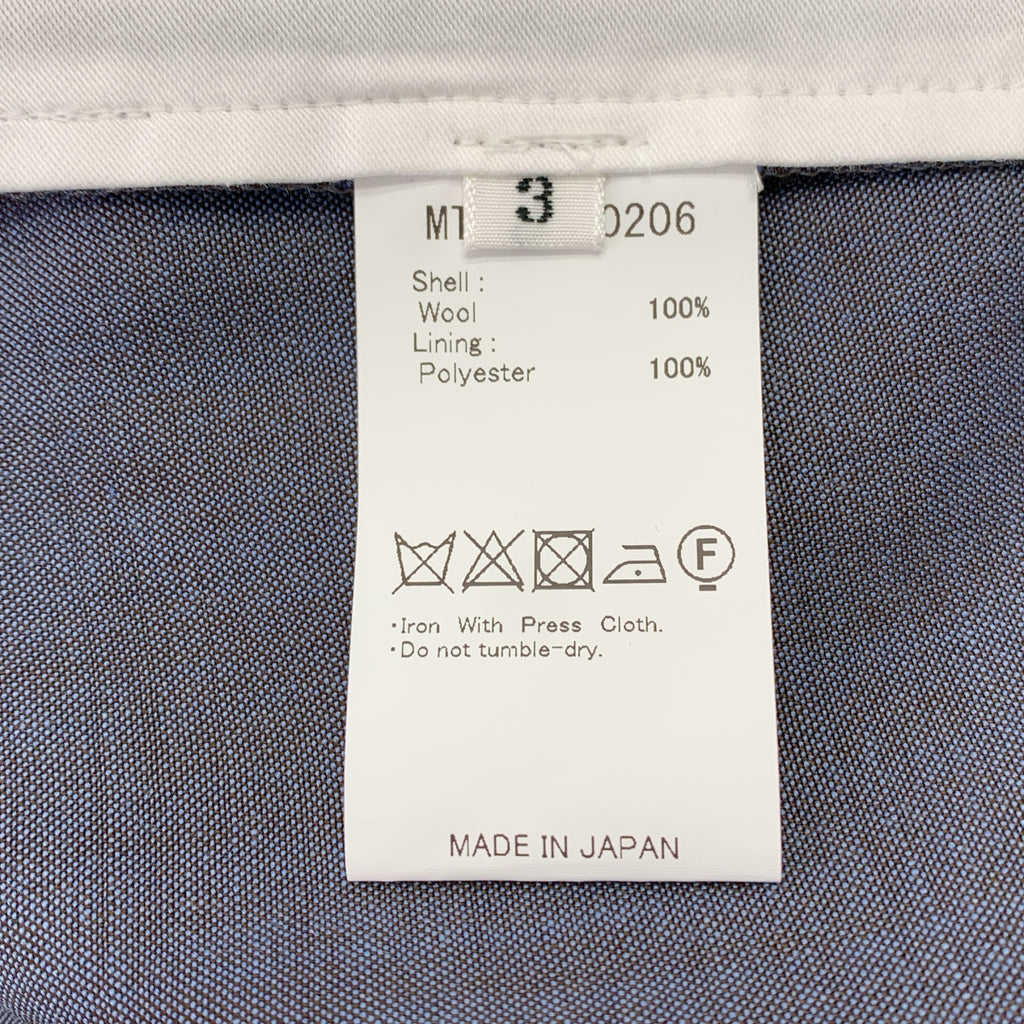 3
MT
0206
Shell :
Wool 100%
Lining :
Polyester 100%
F
·Iron With Press Cloth.
·Do not tumble-dry.
MADE IN JAPAN